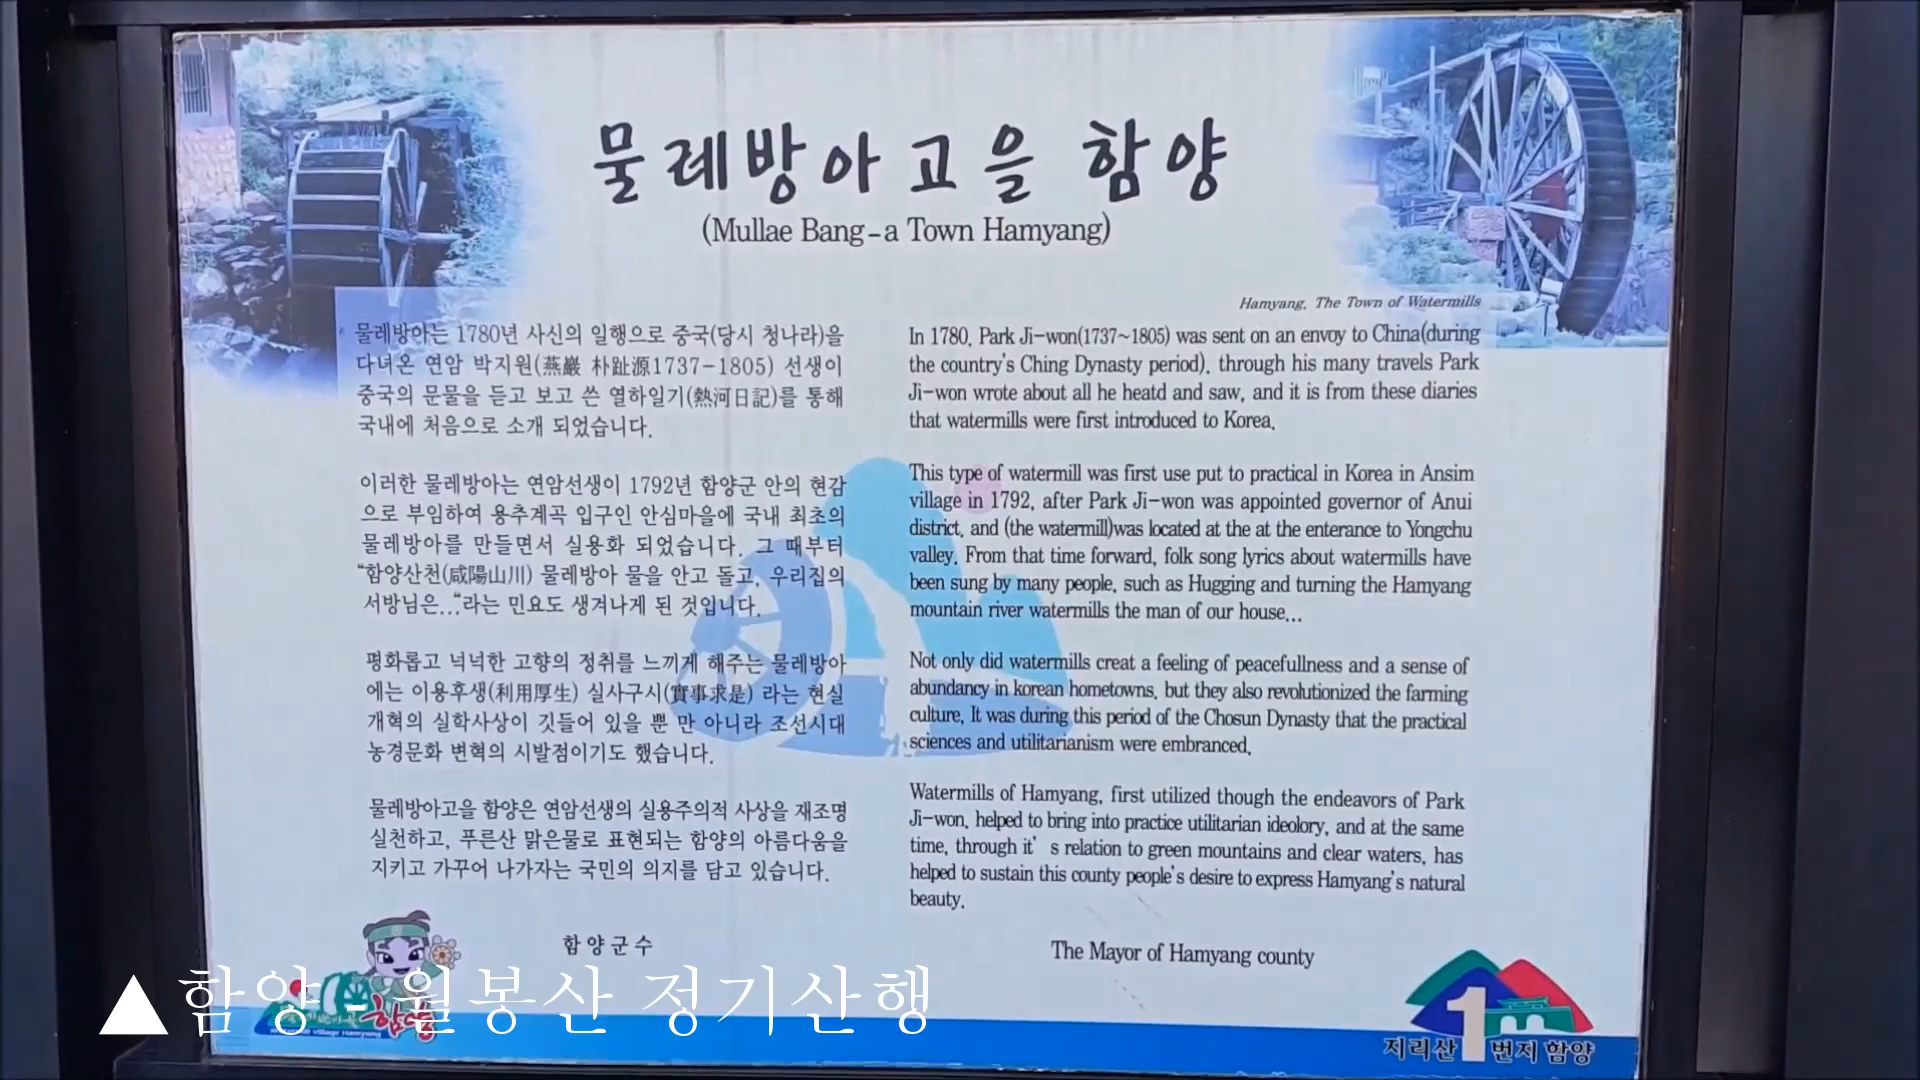 물레방아고을 함양
(Mullae Bang-a Town Hamyang)
Hamyang, The Town of Watermills
물레방아는 1780년 사신의 일행으로 중국(당시 청나라)을
다녀온 연암 박지원(燕巖 朴趾源1737-1805) 선생이
중국의 문물을 듣고 보고 쓴 열하일기(熱河日記)를 통해
국내에 처음으로 소개 되었습니다.
이러한 물레방아는 연암선생이 1792년 함양군 안의 현감
으로 부임하여 용추계곡 입구인 안심마을에 국내 최초의
물레방아를 만들면서 실용화 되었습니다. 그 때부터
“함양산천(咸陽山川) 물레방아 물을 안고 돌고, 우리집의
서방님은...“라는 민요도 생겨나게 된 것입니다.
평화롭고 넉넉한 고향의 정취를 느끼게 해주는 물레방아
에는 이용후생(利用厚生) 실사구시(實事求是) 라는 현실
개혁의 실학사상이 깃들어 있을 뿐 만 아니라 조선시대
농경문화 변혁의 시발점이기도 했습니다.
물레방아고을 함양은 연암선생의 실용주의적 사상을 재조명
실천하고, 푸른산 맑은물로 표현되는 함양의 아름다움을
지키고 가꾸어 나가자는 국민의 의지를 담고 있습니다.
함양군수
In 1780, Park Ji-won(1737~1805) was sent on an envoy to China(during
the country's Ching Dynasty period), through his many travels Park
Ji-won wrote about all he heatd and saw, and it is from these diaries
that watermills were first introduced to Korea.
This type of watermill was first use put to practical in Korea in Ansim
village in 1792, after Park Ji-won was appointed governor of Anui
district, and (the watermill)was located at the at the enterance to Yongchu
valley. From that time forward, folk song lyrics about watermills have
been sung by many people, such as Hugging and turning the Hamyang
mountain river watermills the man of our house...
Not only did watermills creat a feeling of peacefullness and a sense of
abundancy in korean hometowns, but they also revolutionized the farming
culture, It was during this period of the Chosun Dynasty that the practical
sciences and utilitarianism were embranced,
Watermills of Hamyang, first utilized though the endeavors of Park
Ji-won, helped to bring into practice utilitarian ideolory, and at the same
time, through it' s relation to green mountains and clear waters, has
helped to sustain this county people's desire to express Hamyang's natural
beauty.
The Mayor of Hamyang county
▲함양 - 월봉산 정기산행
지리산 1번지 함양